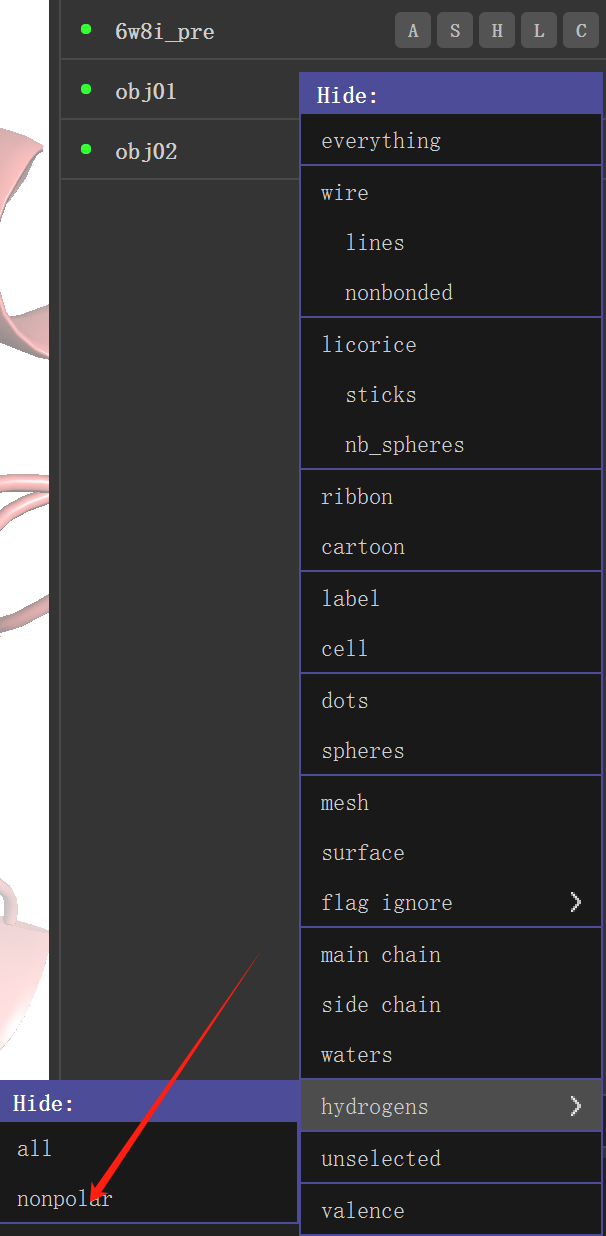 6w8i_pre A S H L C
obj01
obj02
Hide:
everything
wire
lines
nonbonded
licorice
sticks
nb_spheres
ribbon
cartoon
label
cell
dots
spheres
mesh
surface
flag ignore >
main chain
side chain
waters
hydrogens >
unselected
valence
Hide:
all
nonpolar